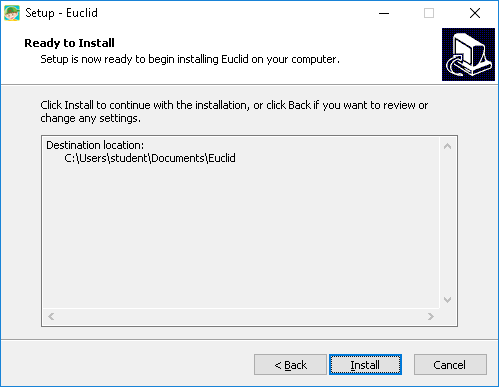 Setup - Euclid
Ready to Install
Setup is now ready to begin installing Euclid on your computer.
Click Install to continue with the installation, or click Back if you want to review or
change any settings.
Destination location:
C:\Users\student\Documents\Euclid
< Back
Install
Cancel